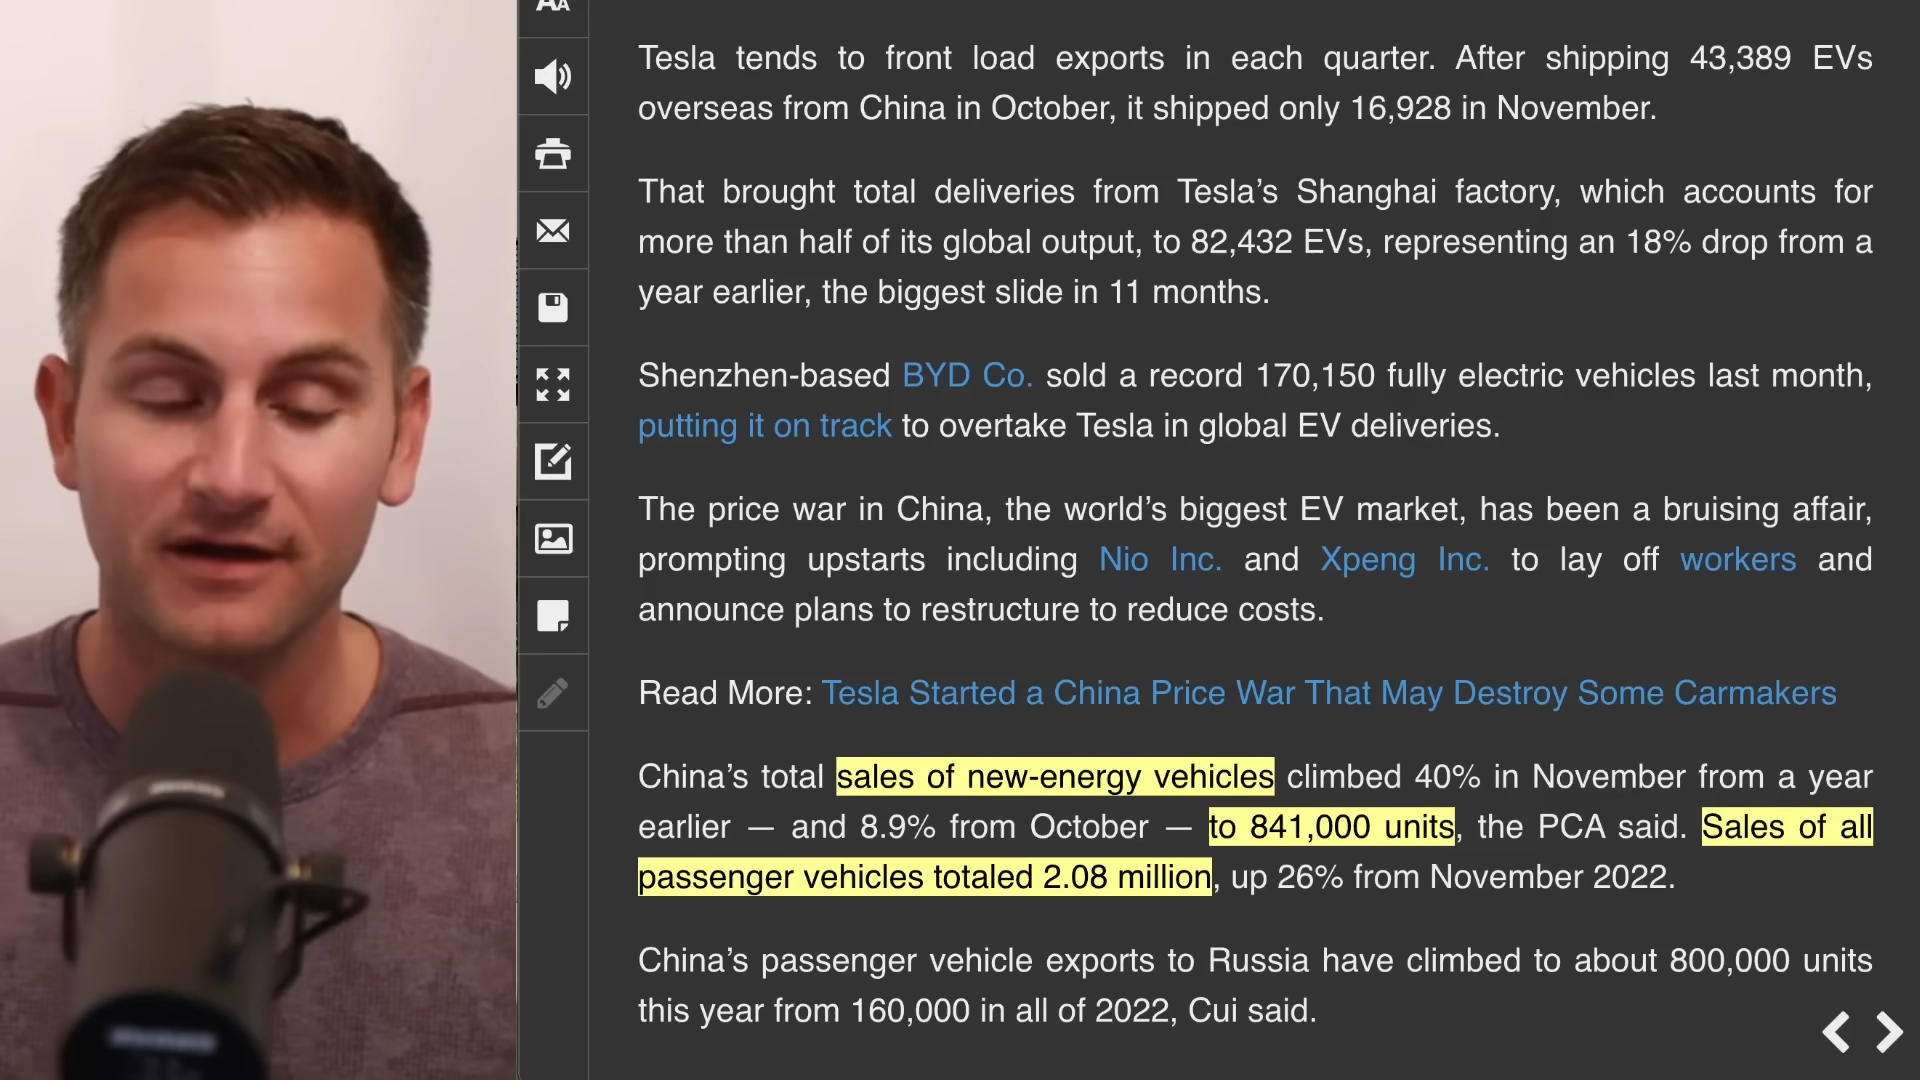 AA
Tesla tends to front load exports in each quarter. After shipping 43,389 EVs
overseas from China in October, it shipped only 16,928 in November.
That brought total deliveries from Tesla’s Shanghai factory, which accounts for
more than half of its global output, to 82,432 EVs, representing an 18% drop from a
year earlier, the biggest slide in 11 months.
Shenzhen-based BYD Co. sold a record 170,150 fully electric vehicles last month,
putting it on track to overtake Tesla in global EV deliveries.
The price war in China, the world’s biggest EV market, has been a bruising affair,
prompting upstarts including Nio Inc. and Xpeng Inc. to lay off workers and
announce plans to restructure to reduce costs.
Read More: Tesla Started a China Price War That May Destroy Some Carmakers
China’s total sales of new-energy vehicles climbed 40% in November from a year
earlier — and 8.9% from October — to 841,000 units, the PCA said. Sales of all
passenger vehicles totaled 2.08 million, up 26% from November 2022.
China’s passenger vehicle exports to Russia have climbed to about 800,000 units
this year from 160,000 in all of 2022, Cui said.